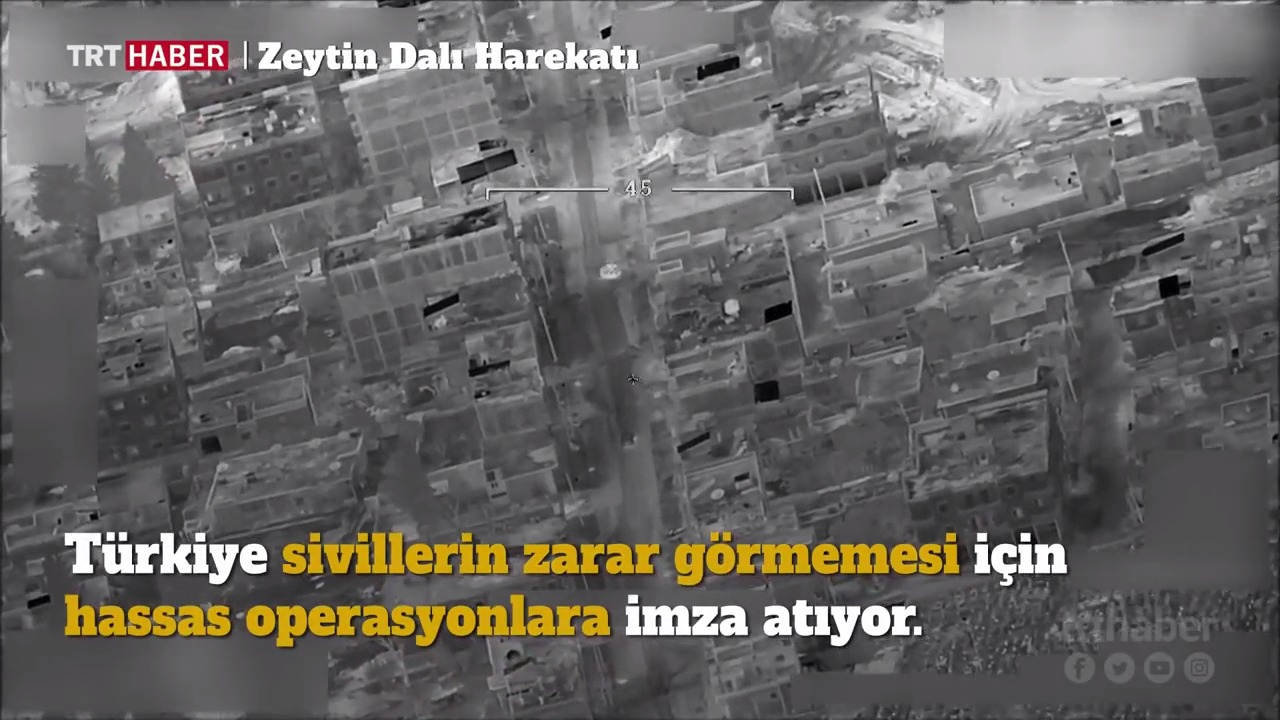 TRT HABER | Zeytin Dalı Harekatı
45
Türkiye sivillerin zarar görmemesi için
hassas operasyonlara imza atıyor.
trthaber